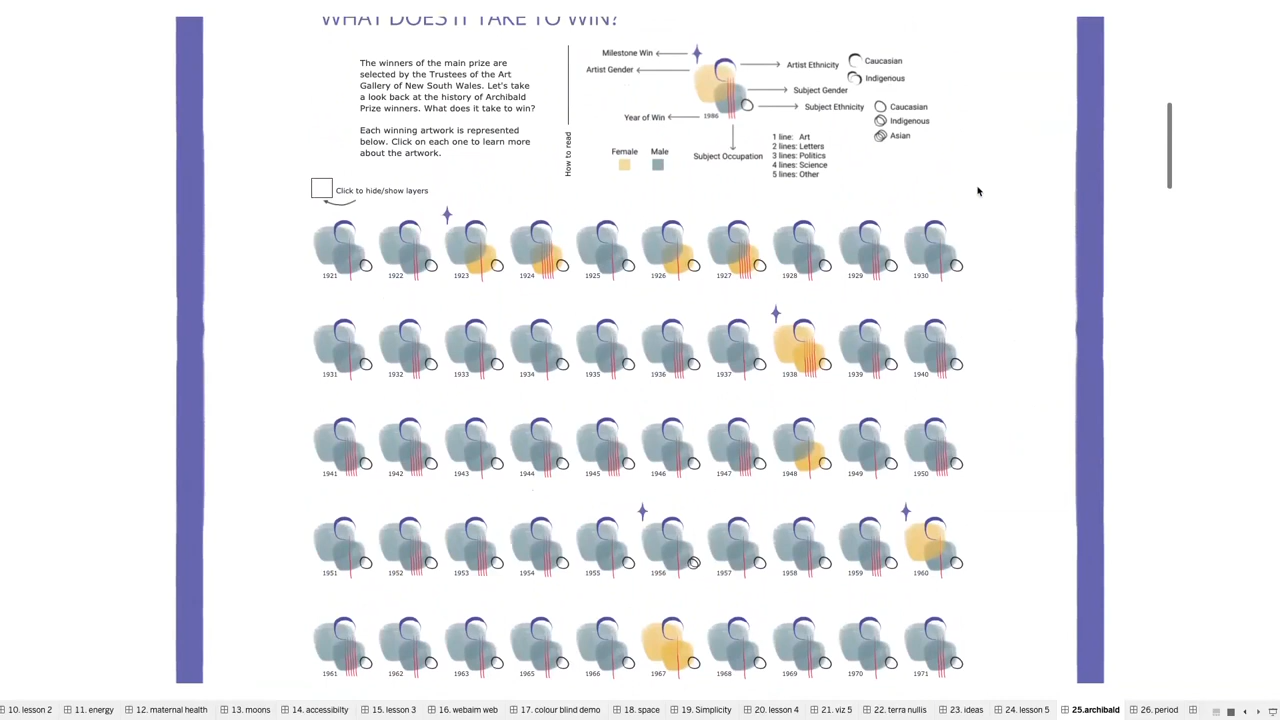 WHAT DOES IT TAKE TO WIN?
The winners of the main prize are
selected by the Trustees of the Art
Gallery of New South Wales. Let's take
a look back at the history of Archibald
Prize winners. What does it take to win?
Each winning artwork is represented
below. Click on each one to learn more
about the artwork.
How to read
Milestone Win
Artist Gender
Artist Ethnicity
Caucasian
Indigenous
Subject Gender
Subject Ethnicity
Caucasian
Indigenous
Asian
Year of Win
1986
Female
Male
Subject Occupation
1 line: Art
2 lines: Letters
3 lines: Politics
4 lines: Science
5 lines: Other
Click to hide/show layers
1921 1922 1923 1924 1925 1926 1927 1928 1929 1930
1931 1932 1933 1934 1935 1936 1937 1938 1939 1940
1941 1942 1943 1944 1945 1946 1947 1948 1949 1950
1951 1952 1953 1954 1955 1956 1957 1958 1959 1960
1961 1962 1963 1965 1966 1967 1968 1969 1970 1971
10. lesson 2 11. energy 12. maternal health 13. moons 14. accessibilty 15. lesson 3 16. webaim web 17. colour blind demo 18. space 19. Simplicity 20. lesson 4 21. viz 5 22. terra nullis 23. ideas 24. lesson 5 25.archibald 26. period